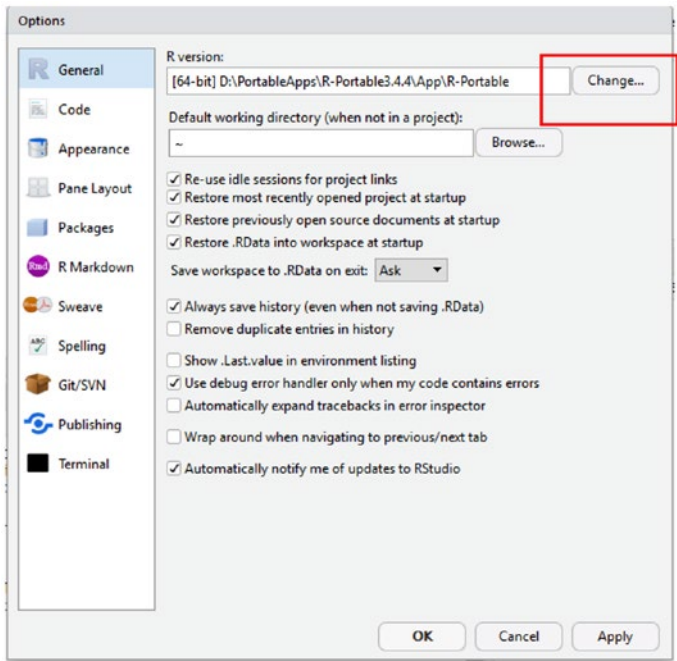 Options
General
Code
Appearance
Pane Layout
Packages
Rmd R Markdown
Sweave
ABC Spelling
Git/SVN
Publishing
Terminal
R version:
[64-bit] D:\PortableApps\R-Portable3.4.4\App\R-Portable Change...
Default working directory (when not in a project):
~ Browse...
Re-use idle sessions for project links
Restore most recently opened project at startup
Restore previously open source documents at startup
Restore .RData into workspace at startup
Save workspace to .RData on exit: Ask
Always save history (even when not saving .RData)
Remove duplicate entries in history
Show .Last.value in environment listing
Use debug error handler only when my code contains errors
Automatically expand tracebacks in error inspector
Wrap around when navigating to previous/next tab
Automatically notify me of updates to RStudio
OK Cancel Apply